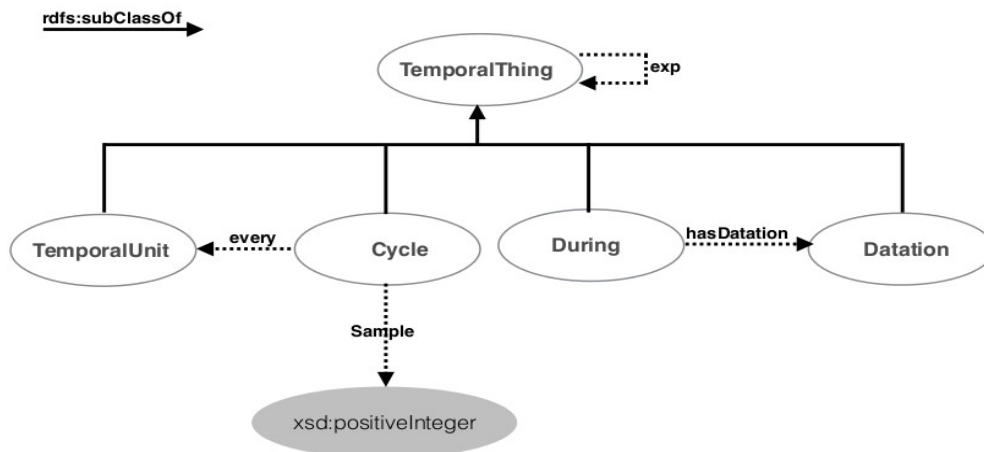 rdfs:subClassOf
TemporalThing
exp
TemporalUnit
every
Cycle
During
hasDatation
Datation
Sample
xsd:positiveInteger